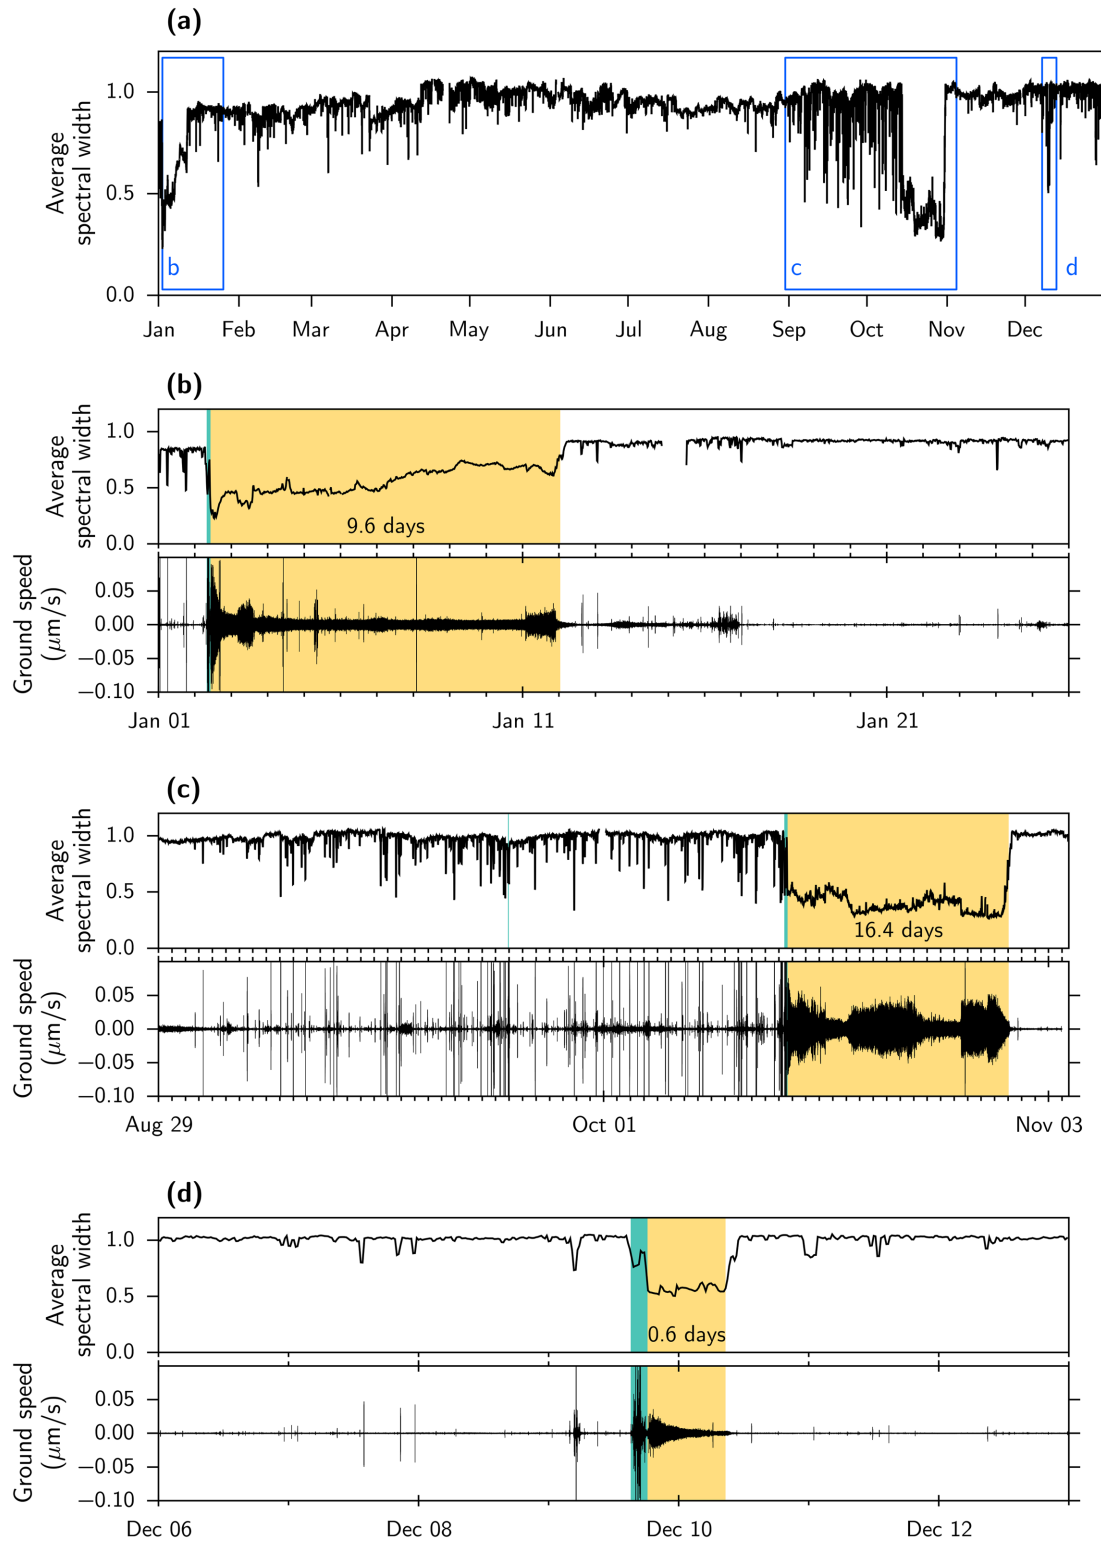 (a)
Average
spectral width
1.0
0.5
0.0
b
c
d
Jan Feb Mar Apr May Jun Jul Aug Sep Oct Nov Dec
(b)
Average
spectral width
1.0
0.5
0.0
9.6 days
Ground speed
(μm/s)
0.05
0.00
−0.05
−0.10
Jan 01 Jan 11 Jan 21
(c)
Average
spectral width
1.0
0.5
0.0
16.4 days
Ground speed
(μm/s)
0.05
0.00
−0.05
−0.10
Aug 29 Oct 01 Nov 03
(d)
Average
spectral width
1.0
0.5
0.0
0.6 days
Ground speed
(μm/s)
0.05
0.00
−0.05
−0.10
Dec 06 Dec 08 Dec 10 Dec 12